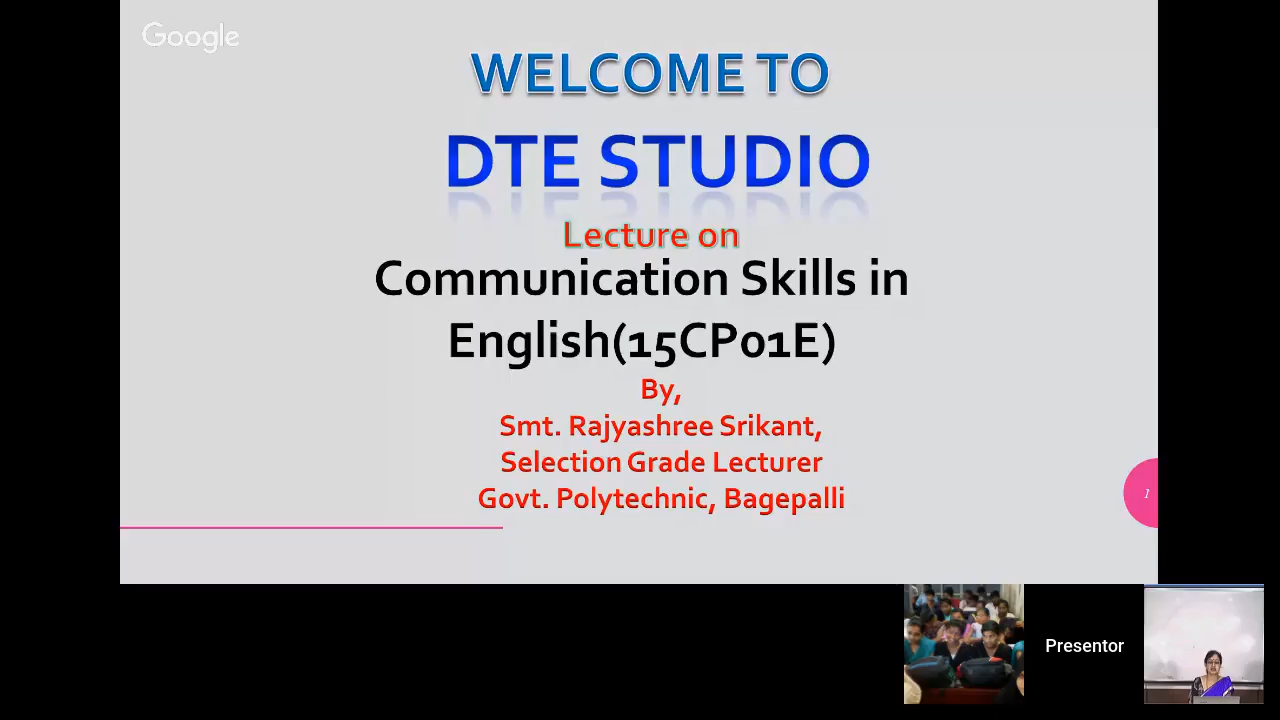 Google
WELCOME TO
DTE STUDIO
Lecture on
Communication Skills in
English(15CP01E)
By,
Smt. Rajyashree Srikant,
Selection Grade Lecturer
Govt. Polytechnic, Bagepalli
1
Presentor